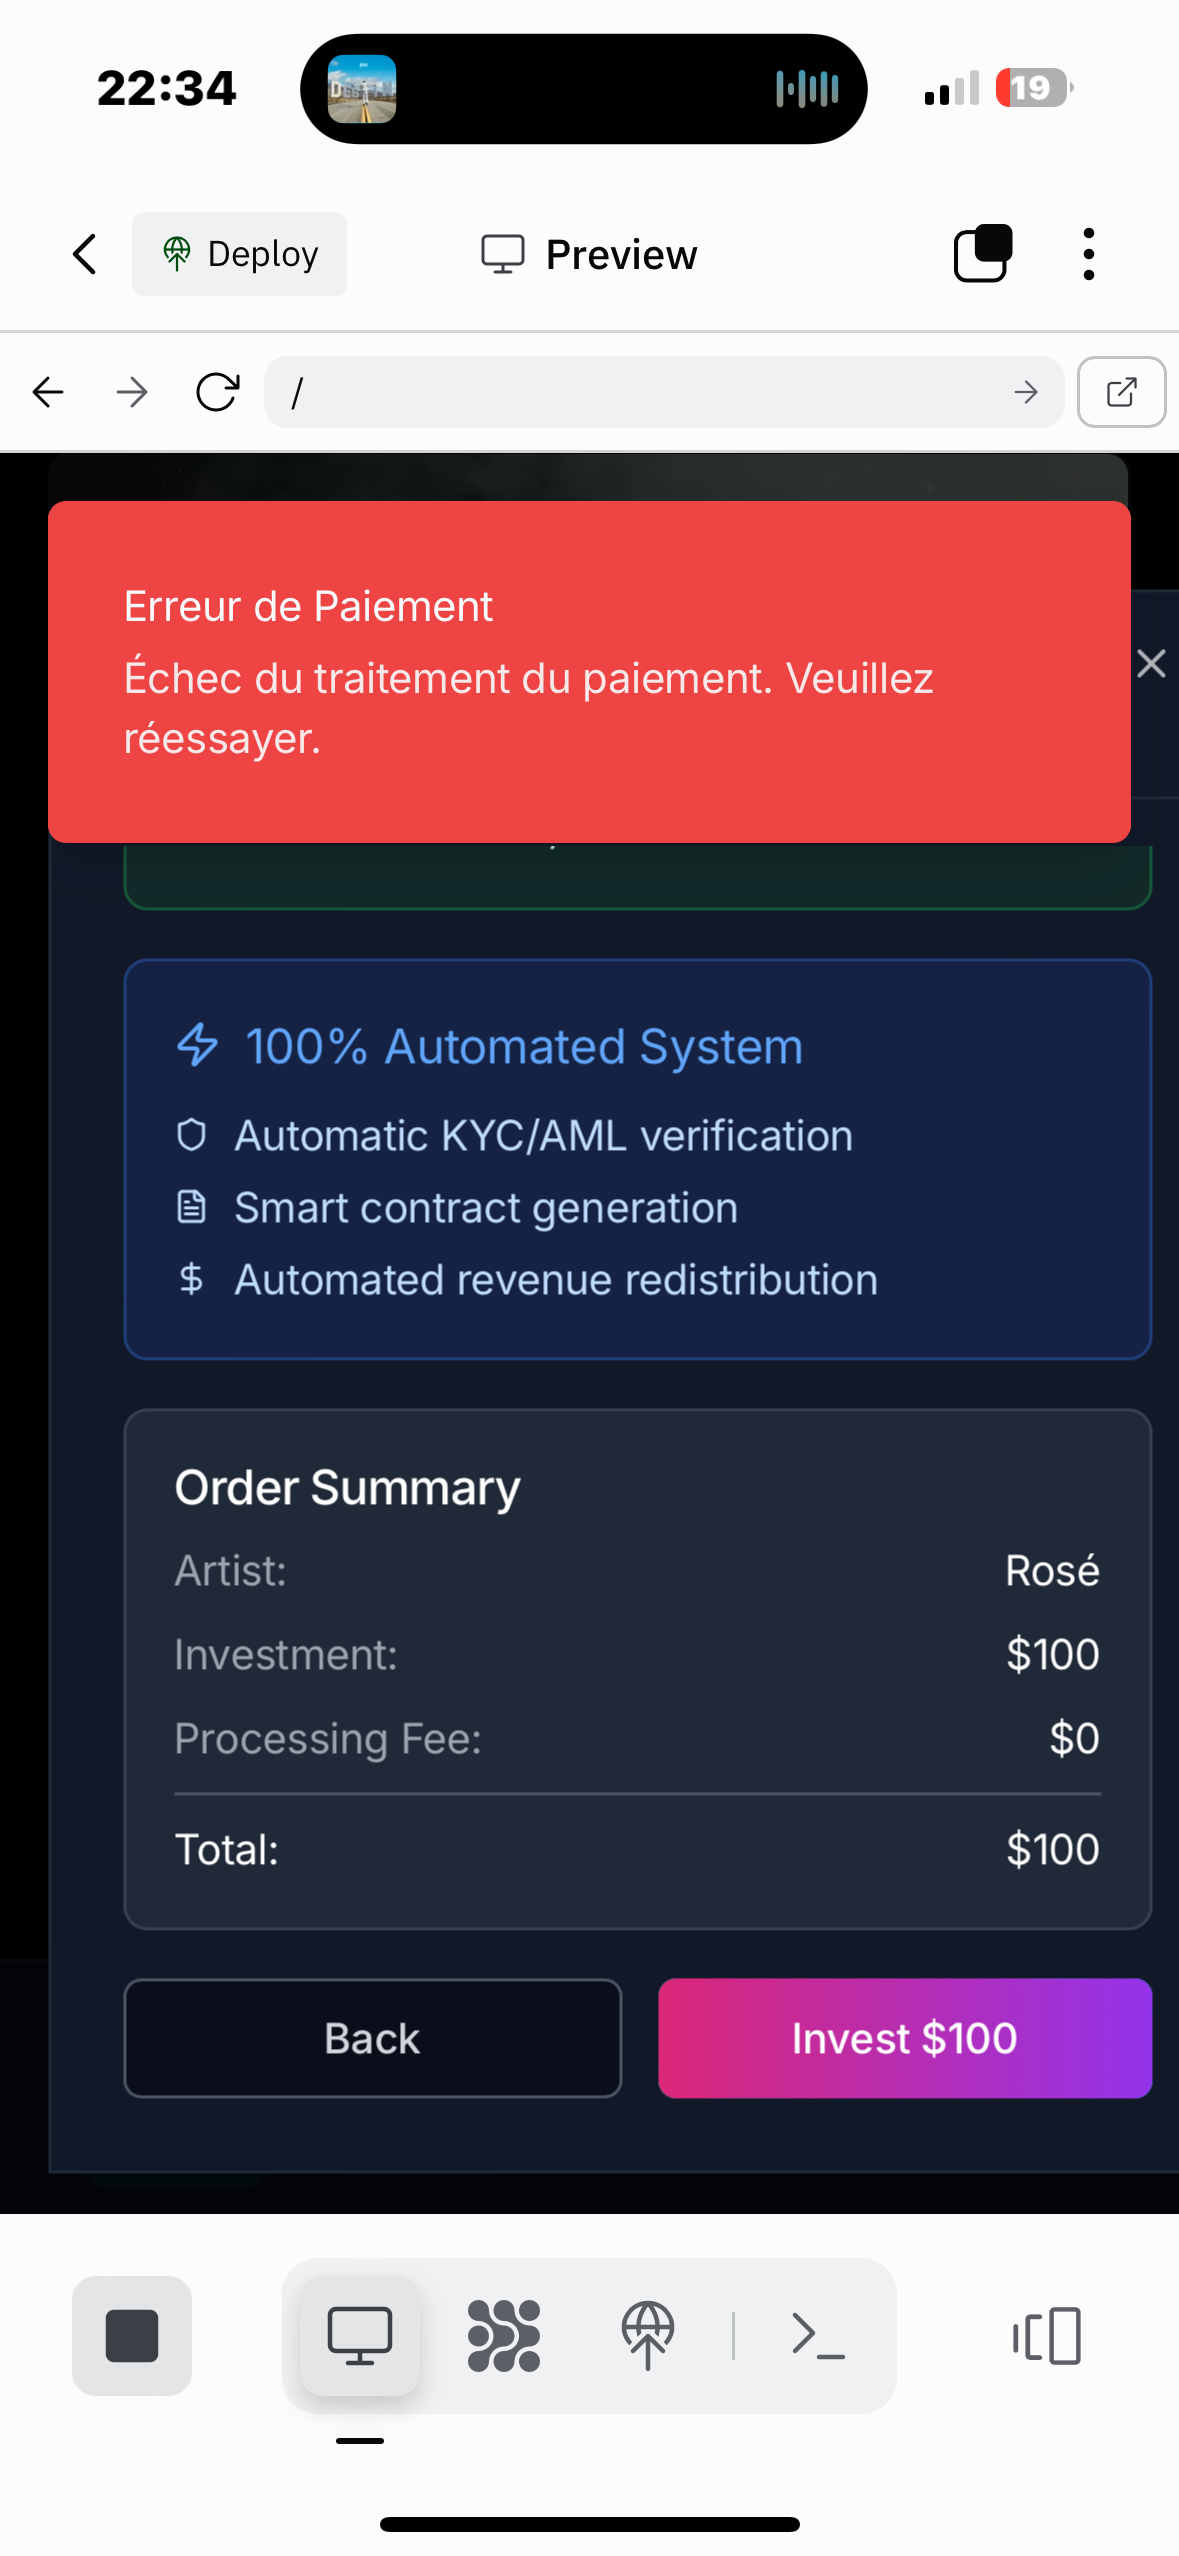 22:34
19
Deploy
Preview
/
Erreur de Paiement
Échec du traitement du paiement. Veuillez
réessayer.
100% Automated System
Automatic KYC/AML verification
Smart contract generation
Automated revenue redistribution
Order Summary
Artist: Rosé
Investment: $100
Processing Fee: $0
Total: $100
Back
Invest $100